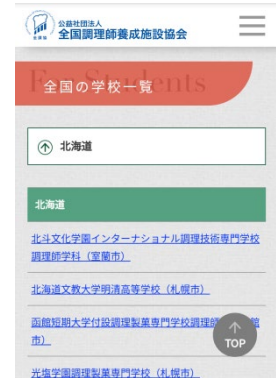 公益社団法人
全国調理師養成施設協会
For Students
全国の学校一覧
北海道
北海道
北斗文化学園インターナショナル調理技術専門学校
調理師学科（室蘭市）
北海道文教大学明清高等学校（札幌市）
函館短期大学付設調理製菓専門学校調理師
市）
TOP
光塩学園調理製菓専門学校（札幌市）